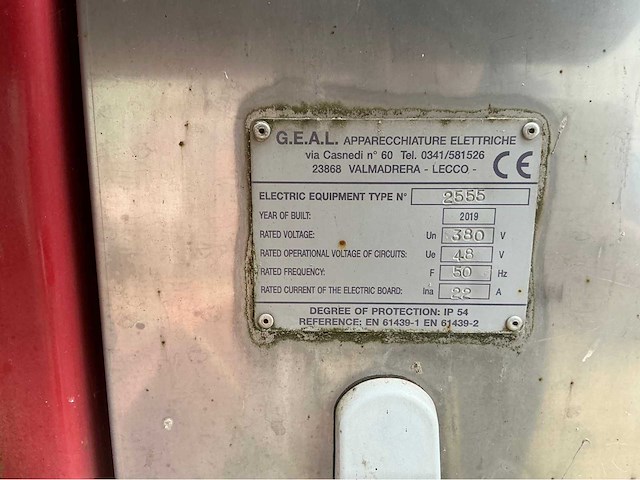 G.E.A.L. APPARECCHIATURE ELETTRICHE
via Casnedi n° 60 Tel. 0341/581526
23868 VALMADRERA - LECCO - CE
ELECTRIC EQUIPMENT TYPE N° 2555
YEAR OF BUILT: 2019
RATED VOLTAGE: Un 380 V
RATED OPERATIONAL VOLTAGE OF CIRCUITS: Ue 48 V
RATED FREQUENCY: F 50 Hz
RATED CURRENT OF THE ELECTRIC BOARD: Ina 22 A
DEGREE OF PROTECTION: IP 54
REFERENCE: EN 61439-1 EN 61439-2